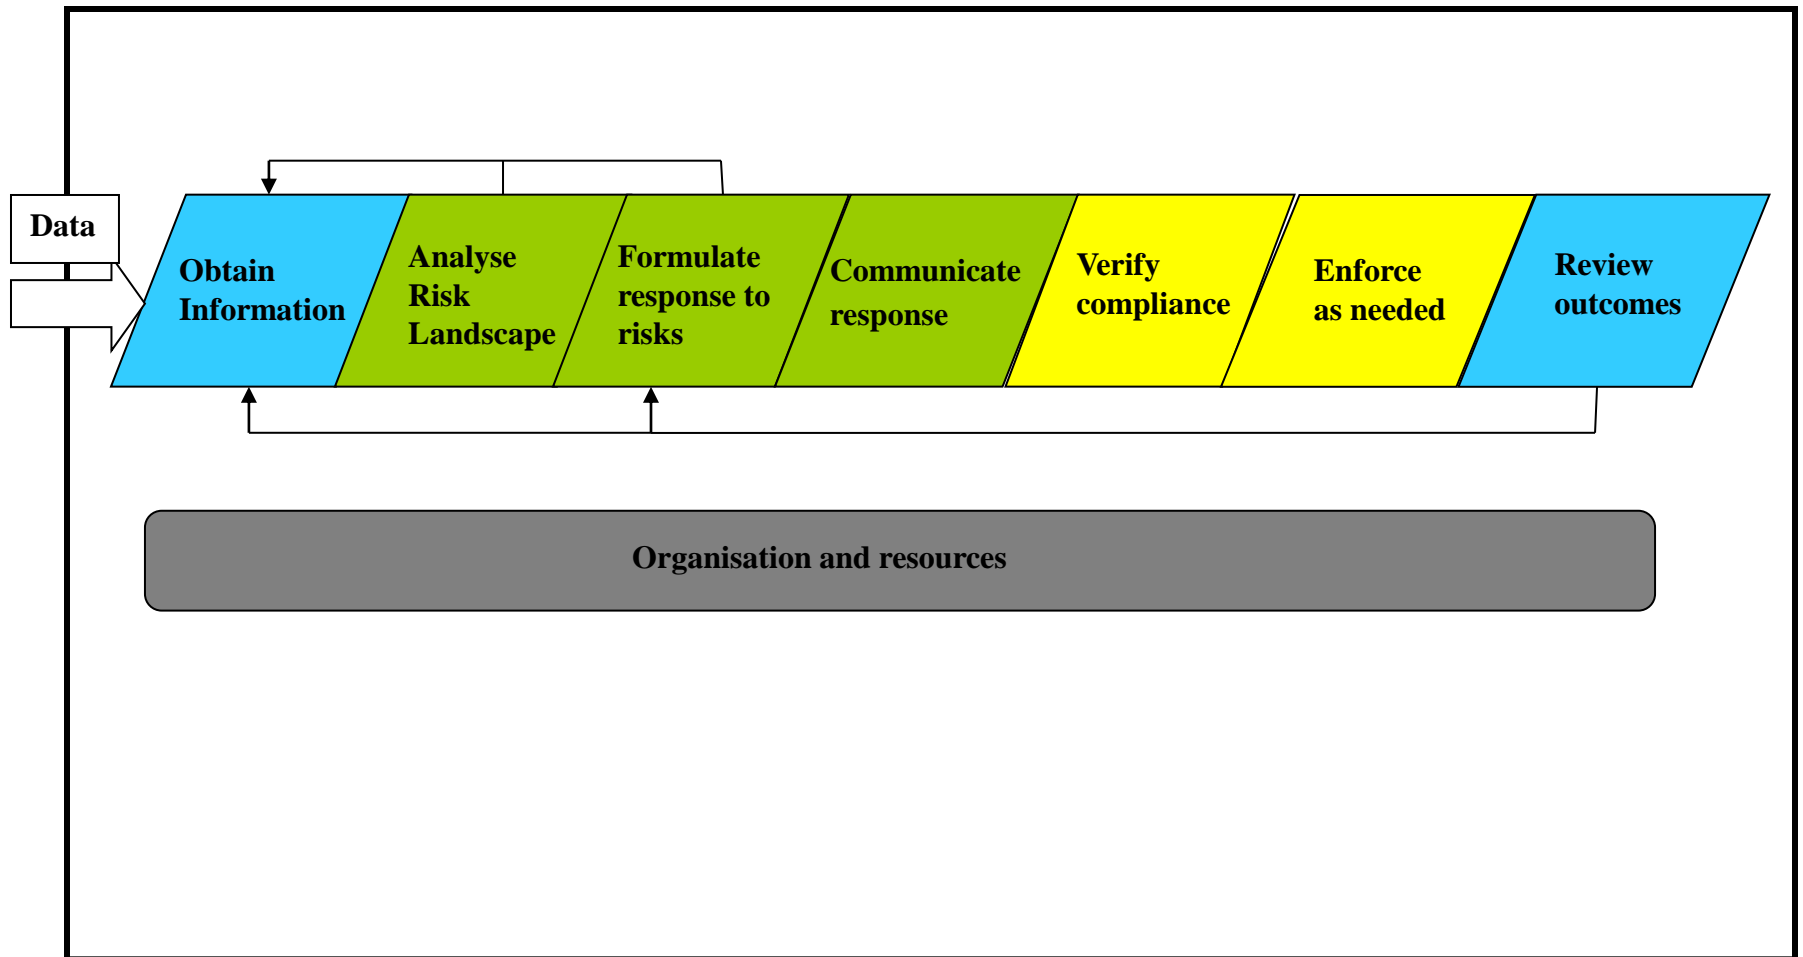 Data
Obtain
Information
Analyse
Risk
Landscape
Formulate
response to
risks
Communicate
response
Verify
compliance
Enforce
as needed
Review
outcomes
Organisation and resources